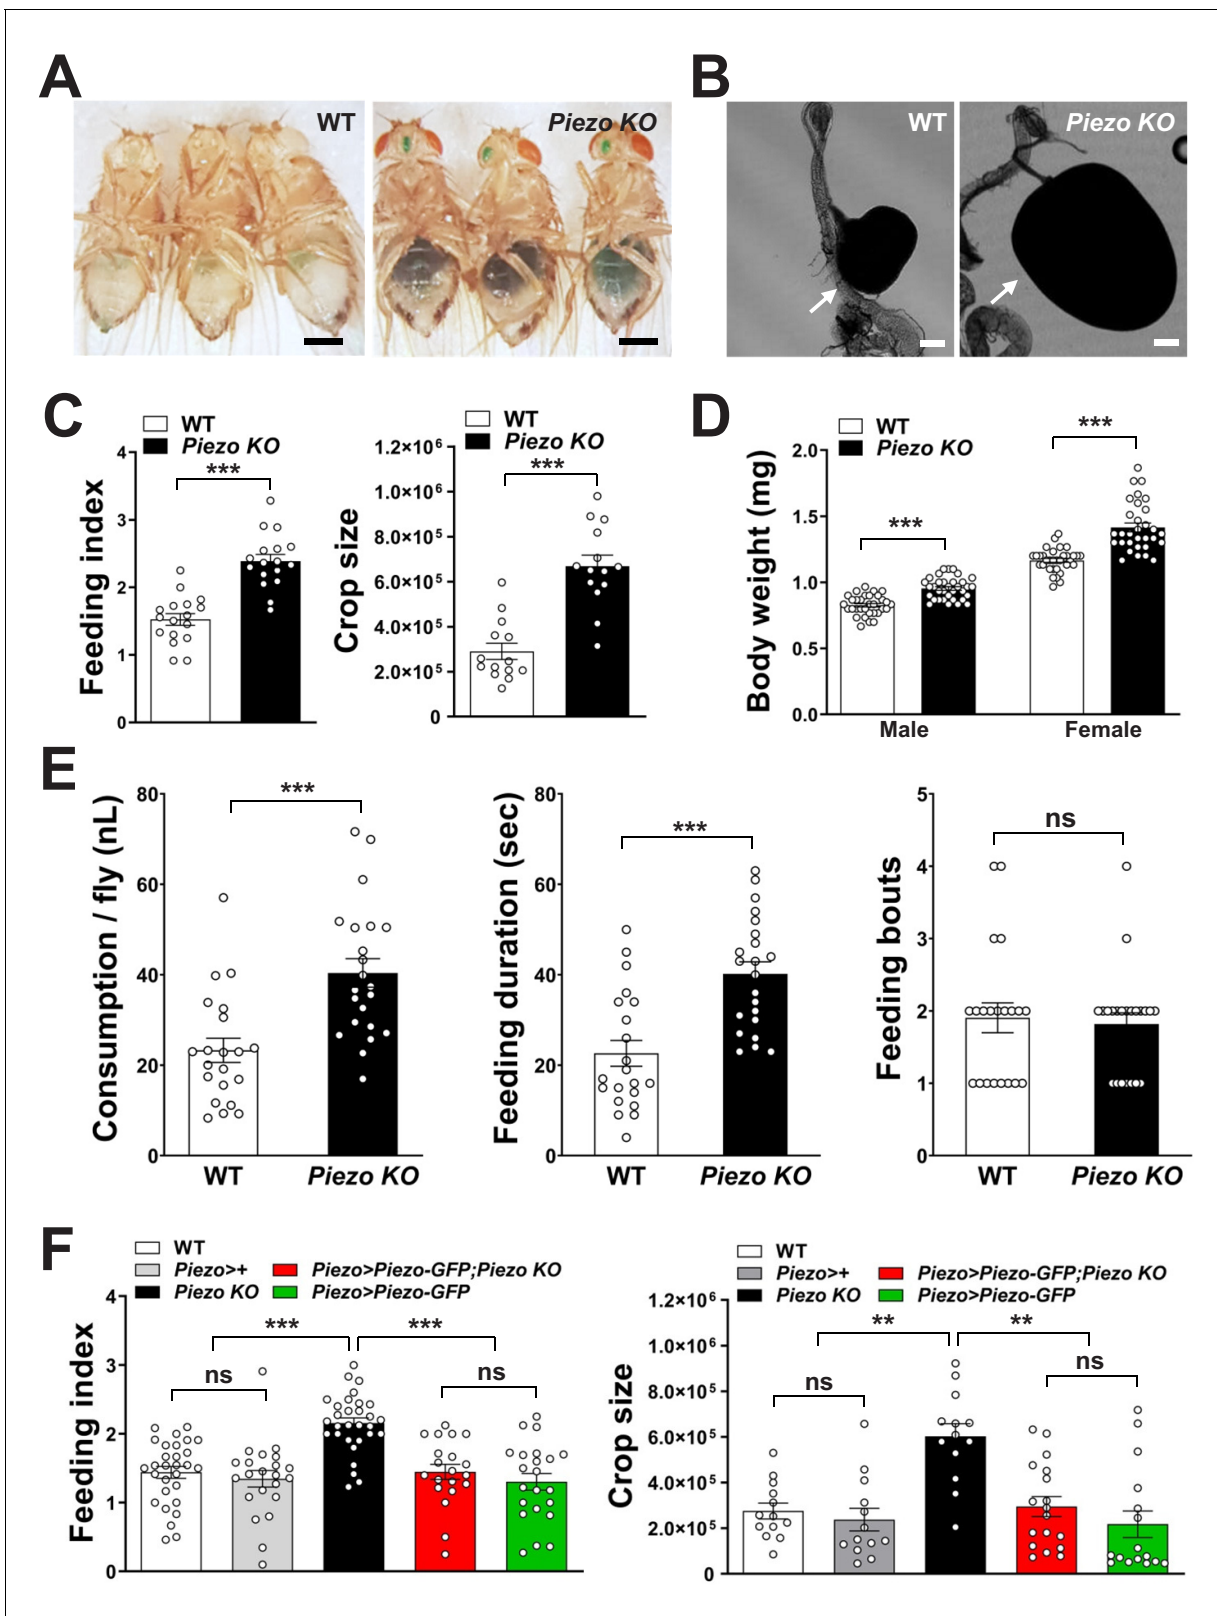 A
WT
Piezo KO
B
WT
Piezo KO
C
WT
Piezo KO
Feeding index
4
3
2
1
0
***
WT
Piezo KO
Crop size
1.2×10⁶
1.0×10⁶
8.0×10⁵
6.0×10⁵
4.0×10⁵
2.0×10⁵
0
***
D
WT
Piezo KO
Body weight (mg)
2.0
1.5
1.0
0.5
0.0
***
***
Male
Female
E
Consumption / fly (nL)
80
60
40
20
0
***
WT
Piezo KO
Feeding duration (sec)
80
60
40
20
0
***
WT
Piezo KO
Feeding bouts
5
4
3
2
1
0
ns
WT
Piezo KO
F
WT
Piezo>+
Piezo>Piezo-GFP;Piezo KO
Piezo KO
Piezo>Piezo-GFP
Feeding index
4
3
2
1
0
***
***
ns
ns
WT
Piezo>+
Piezo>Piezo-GFP;Piezo KO
Piezo KO
Piezo>Piezo-GFP
Crop size
1.2×10⁶
1.0×10⁶
8.0×10⁵
6.0×10⁵
4.0×10⁵
2.0×10⁵
0
**
**
ns
ns